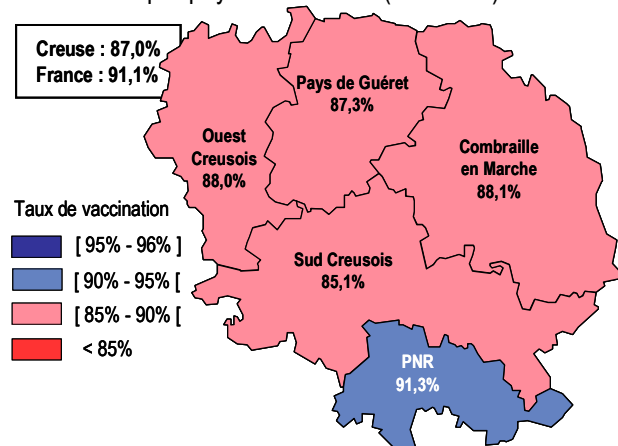 Creuse : 87,0%
France : 91,1%
Pays de Guéret
87,3%
Ouest
Creusois
88,0%
Combraille
en Marche
88,1%
Taux de vaccination
[ 95% - 96% ]
[ 90% - 95% [
[ 85% - 90% [
< 85%
Sud Creusois
85,1%
PNR
91,3%